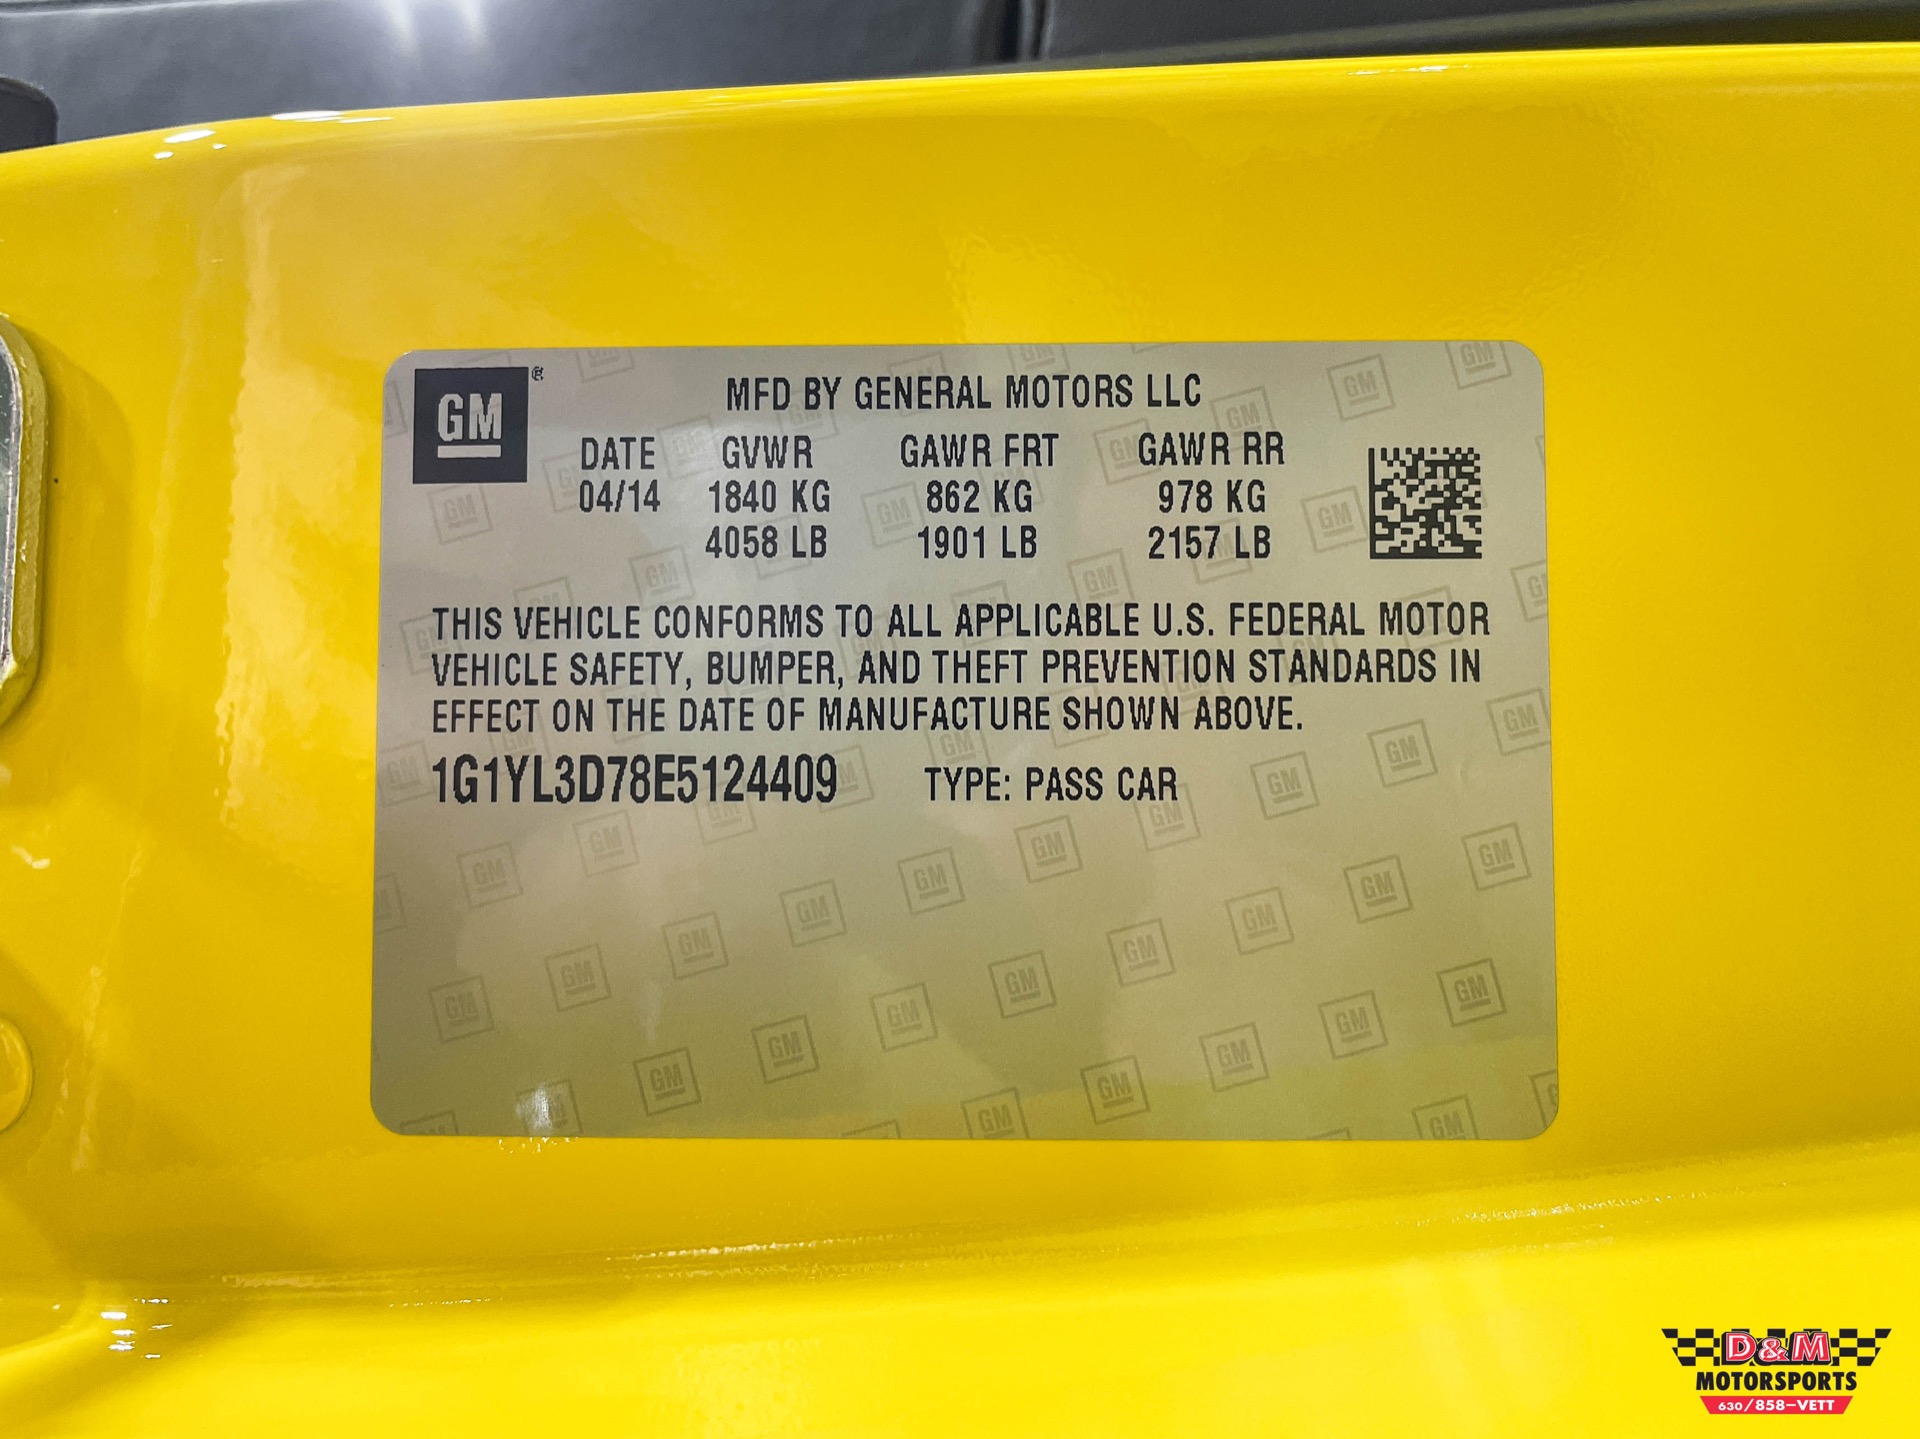 GM
MFD BY GENERAL MOTORS LLC
DATE GVWR GAWR FRT GAWR RR
04/14 1840 KG 862 KG 978 KG
4058 LB 1901 LB 2157 LB
THIS VEHICLE CONFORMS TO ALL APPLICABLE U.S. FEDERAL MOTOR
VEHICLE SAFETY, BUMPER, AND THEFT PREVENTION STANDARDS IN
EFFECT ON THE DATE OF MANUFACTURE SHOWN ABOVE.
1G1YL3D78E5124409 TYPE: PASS CAR
D&M
MOTORSPORTS
630/858-VETT